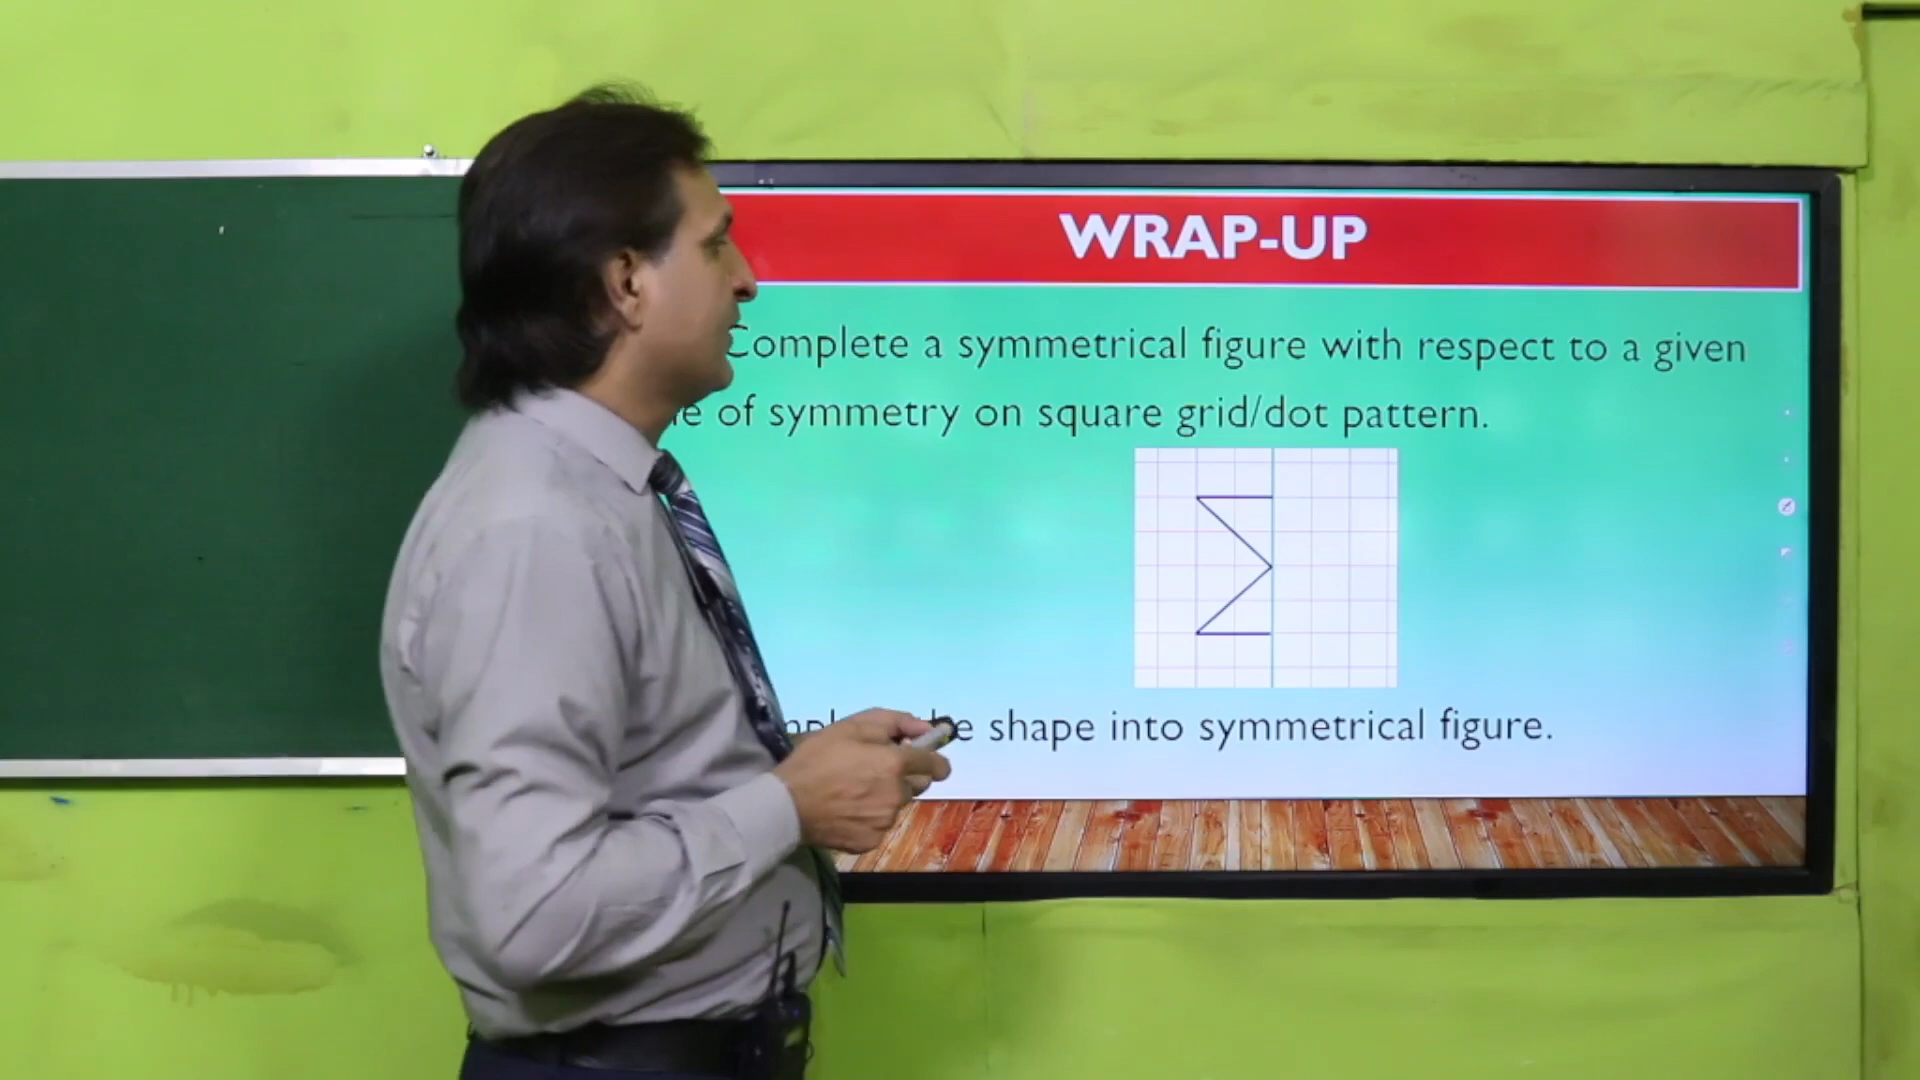 WRAP-UP
Complete a symmetrical figure with respect to a given
of symmetry on square grid/dot pattern.
shape into symmetrical figure.